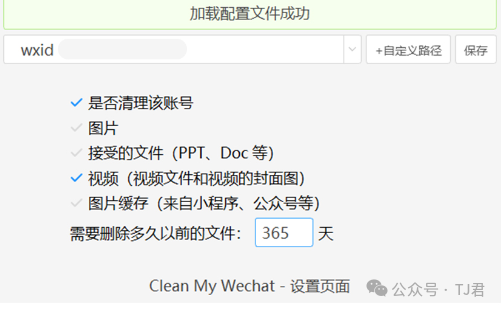 加载配置文件成功
wxid
+自定义路径
保存
是否清理该账号
图片
接受的文件（PPT、Doc 等）
视频（视频文件和视频的封面图）
图片缓存（来自小程序、公众号等）
需要删除多久以前的文件： 365 天
Clean My Wechat - 设置页面
公众号 · TJ君